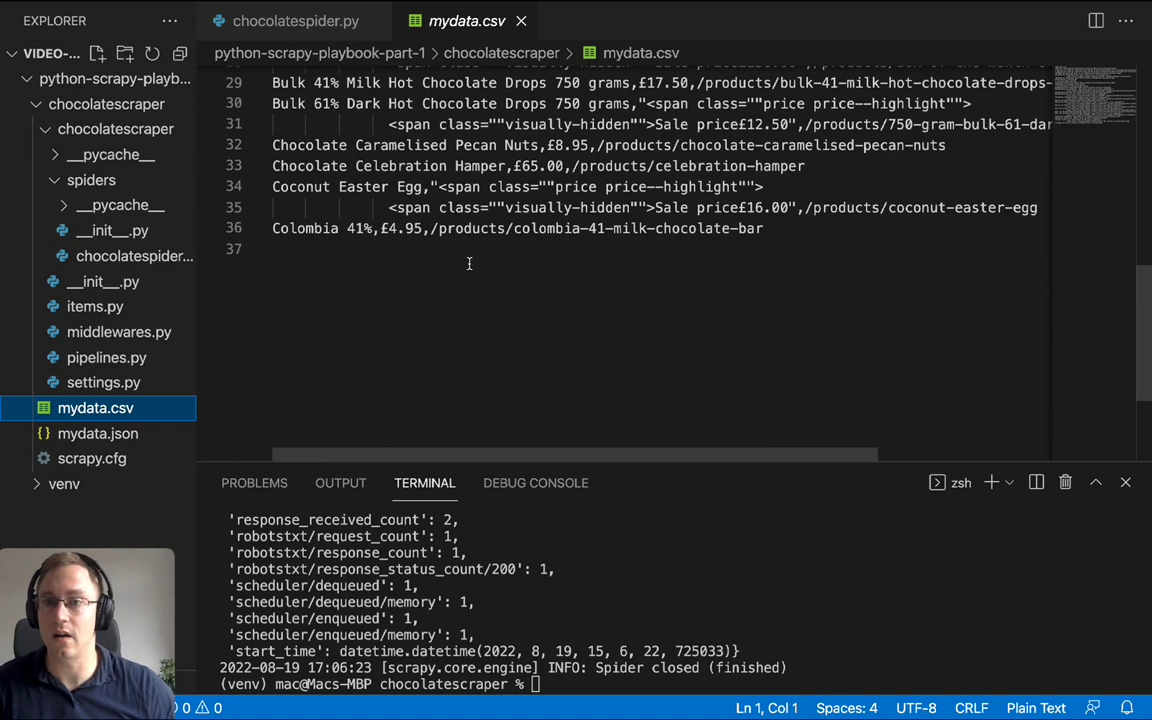 EXPLORER
chocolatespider.py
mydata.csv
VIDEO-...
python-scrapy-playbook-part-1 > chocolatescraper > mydata.csv
python-scrapy-playb...
chocolatescraper
chocolatescraper
__pycache__
spiders
__pycache__
__init__.py
chocolatespider...
__init__.py
items.py
middlewares.py
pipelines.py
settings.py
mydata.csv
mydata.json
scrapy.cfg
venv
29 Bulk 41% Milk Hot Chocolate Drops 750 grams,£17.50,/products/bulk-41-milk-hot-chocolate-drops-
30 Bulk 61% Dark Hot Chocolate Drops 750 grams,"<span class=""price price--highlight"">
31 <span class=""visually-hidden"">Sale price£12.50",/products/750-gram-bulk-61-dar
32 Chocolate Caramelised Pecan Nuts,£8.95,/products/chocolate-caramelised-pecan-nuts
33 Chocolate Celebration Hamper,£65.00,/products/celebration-hamper
34 Coconut Easter Egg,"<span class=""price price--highlight"">
35 <span class=""visually-hidden"">Sale price£16.00",/products/coconut-easter-egg
36 Colombia 41%,£4.95,/products/colombia-41-milk-chocolate-bar
37
PROBLEMS OUTPUT TERMINAL DEBUG CONSOLE
zsh
'response_received_count': 2,
'robotstxt/request_count': 1,
'robotstxt/response_count': 1,
'robotstxt/response_status_count/200': 1,
'scheduler/dequeued': 1,
'scheduler/dequeued/memory': 1,
'scheduler/enqueued': 1,
'scheduler/enqueued/memory': 1,
'start_time': datetime.datetime(2022, 8, 19, 15, 6, 22, 725033)}
2022-08-19 17:06:23 [scrapy.core.engine] INFO: Spider closed (finished)
(venv) mac@Macs-MBP chocolatescraper %
0 0
Ln 1, Col 1 Spaces: 4 UTF-8 CRLF Plain Text